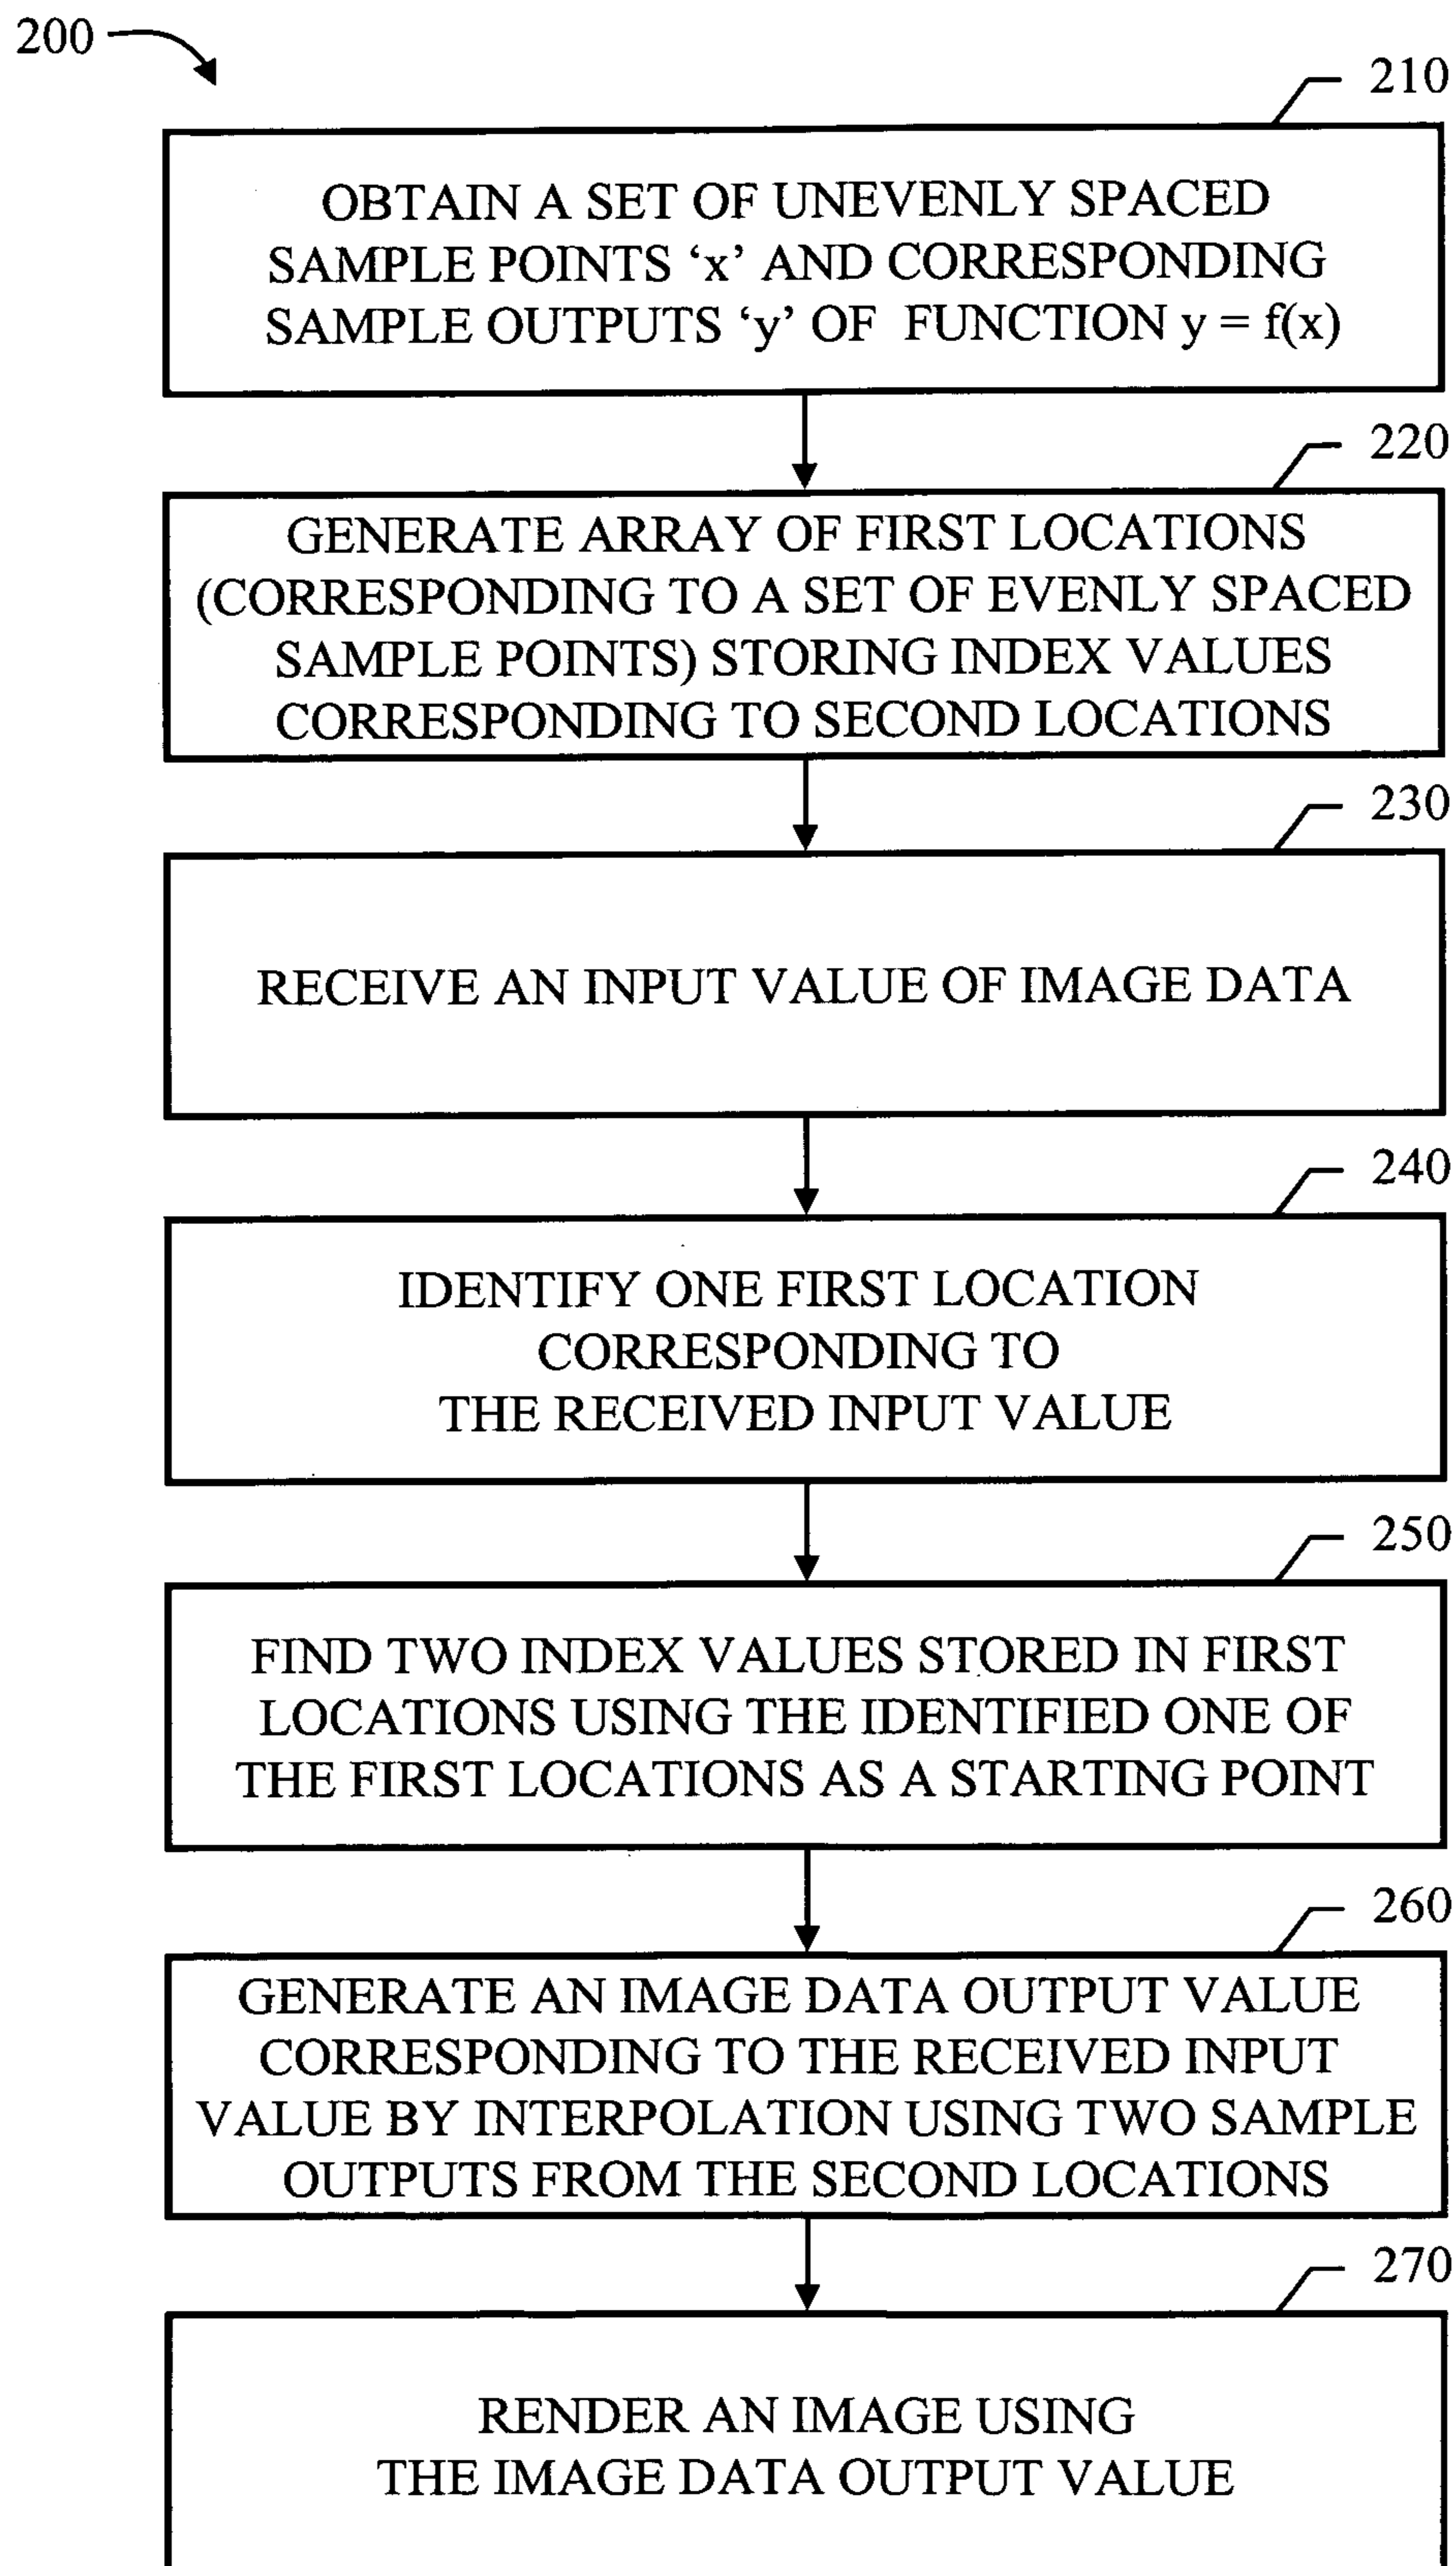 200
210
OBTAIN A SET OF UNEVENLY SPACED
SAMPLE POINTS ‘x’ AND CORRESPONDING
SAMPLE OUTPUTS ‘y’ OF FUNCTION y = f(x)
220
GENERATE ARRAY OF FIRST LOCATIONS
(CORRESPONDING TO A SET OF EVENLY SPACED
SAMPLE POINTS) STORING INDEX VALUES
CORRESPONDING TO SECOND LOCATIONS
230
RECEIVE AN INPUT VALUE OF IMAGE DATA
240
IDENTIFY ONE FIRST LOCATION
CORRESPONDING TO
THE RECEIVED INPUT VALUE
250
FIND TWO INDEX VALUES STORED IN FIRST
LOCATIONS USING THE IDENTIFIED ONE OF
THE FIRST LOCATIONS AS A STARTING POINT
260
GENERATE AN IMAGE DATA OUTPUT VALUE
CORRESPONDING TO THE RECEIVED INPUT
VALUE BY INTERPOLATION USING TWO SAMPLE
OUTPUTS FROM THE SECOND LOCATIONS
270
RENDER AN IMAGE USING
THE IMAGE DATA OUTPUT VALUE